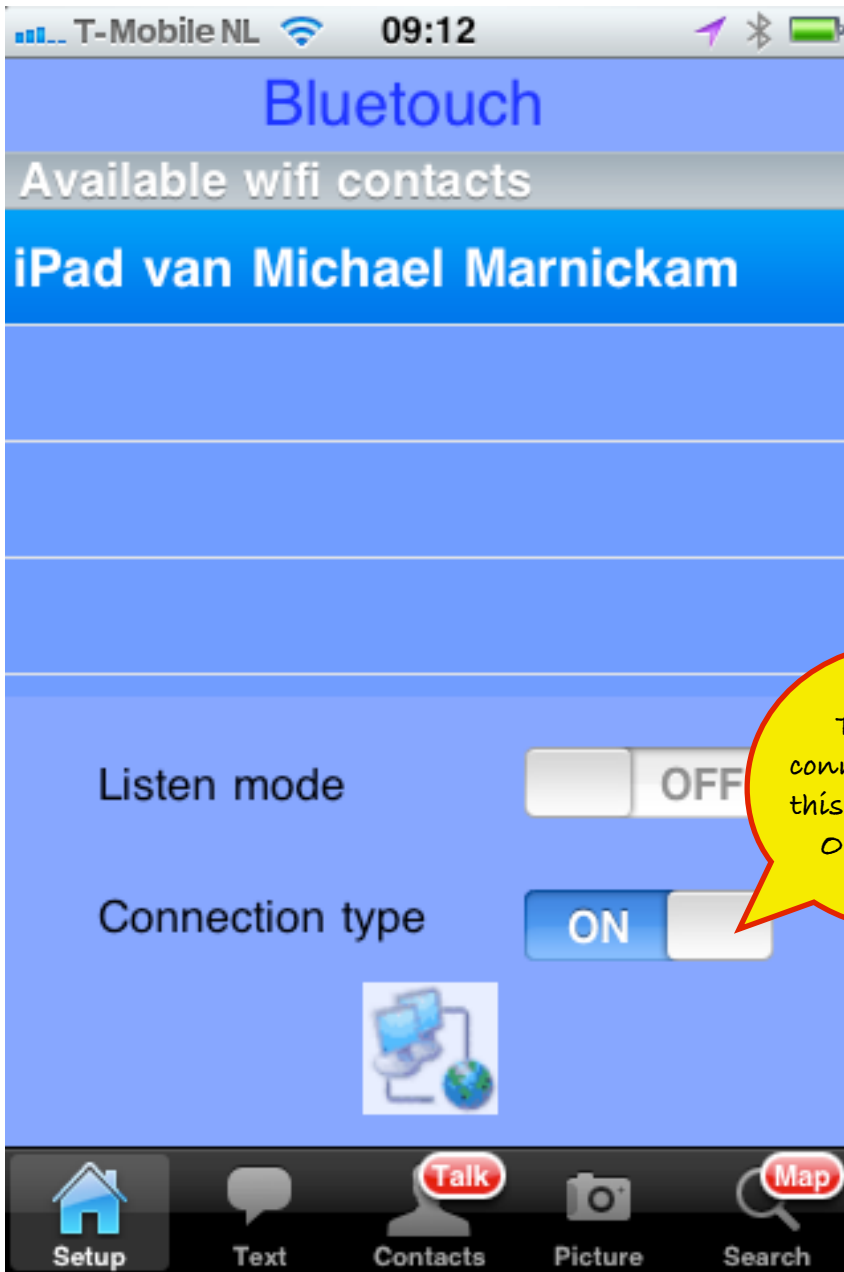 T-Mobile NL 09:12
Bluetouch
Available wifi contacts
iPad van Michael Marnickam
Listen mode OFF
this
Connection type ON
Talk Map
Setup Text Contacts Picture Search